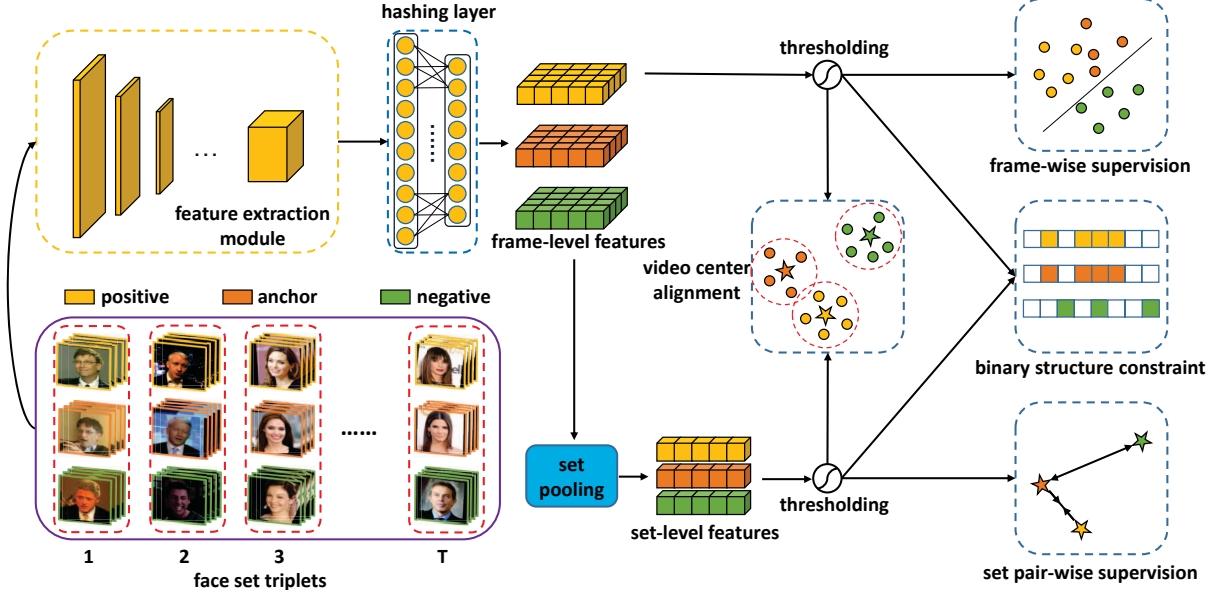 hashing layer
thresholding
...
feature extraction
module
frame-level features
frame-wise supervision
video center
alignment
positive
anchor
negative
binary structure constraint
......
set
pooling
set-level features
thresholding
set pair-wise supervision
1
2
3
T
face set triplets